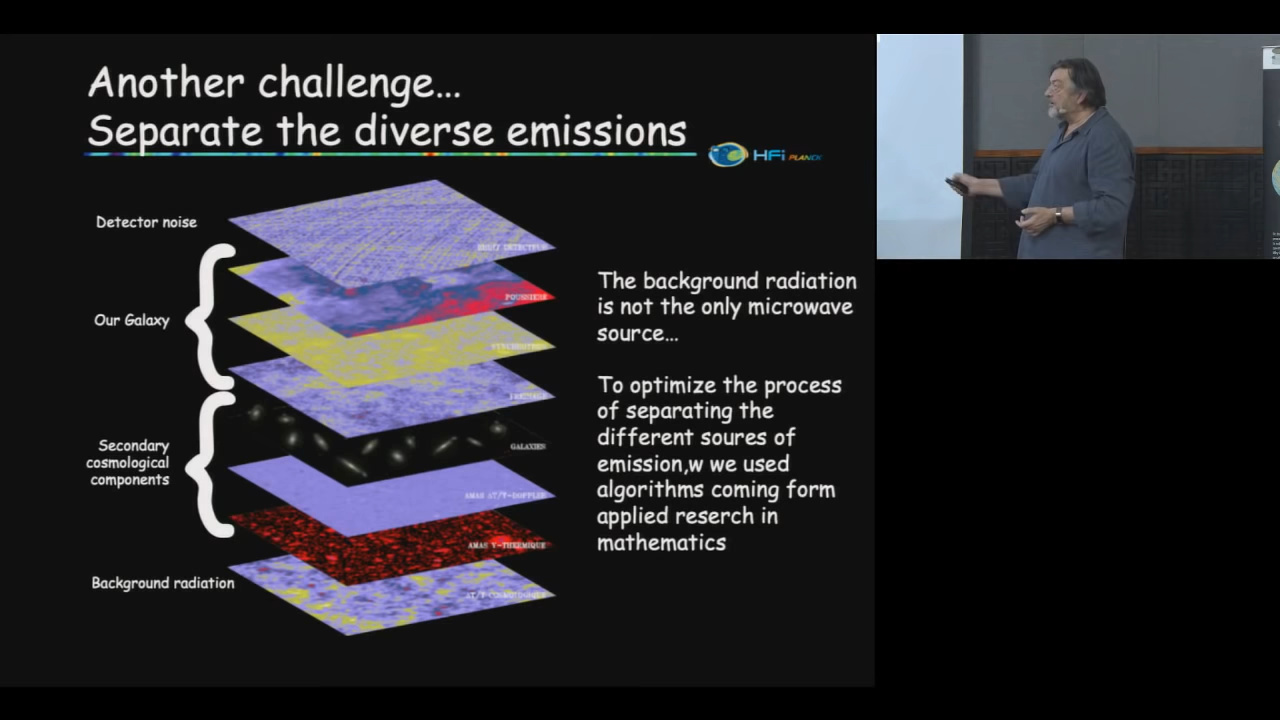 Another challenge...
Separate the diverse emissions
HFi PLANCK
Detector noise
BRUIT DETECTEUR
POUSSIERE
Our Galaxy
SYNCHROTRON
FREEFREE
Secondary
cosmological
components
GALAXIES
AMAS ΔT/T-DOPPLER
AMAS Y-THERMIQUE
Background radiation
ΔT/T COSMOLOGIQUE
The background radiation
is not the only microwave
source...
To optimize the process
of separating the
different soures of
emission,w we used
algorithms coming form
applied reserch in
mathematics